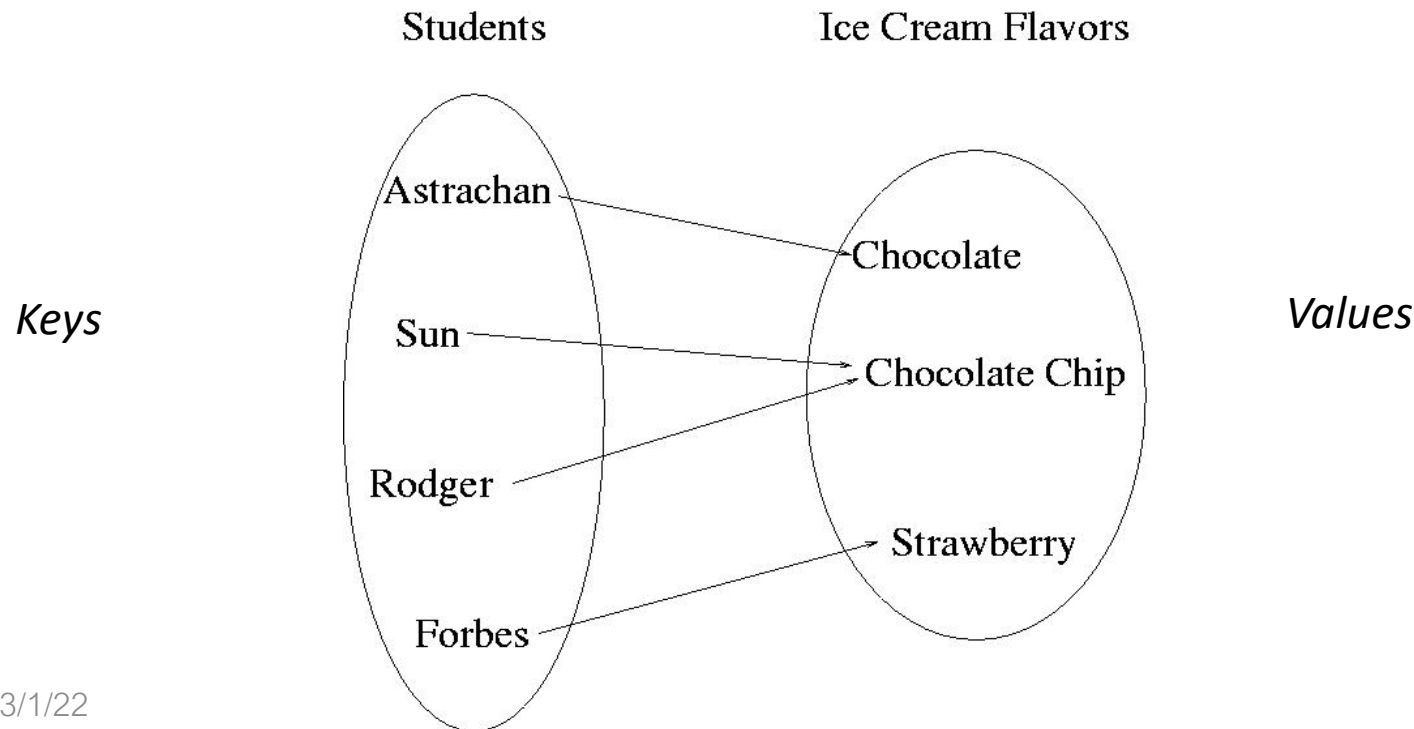 Students
Ice Cream Flavors
Astrachan
Chocolate
Keys
Sun
Values
Chocolate Chip
Rodger
Strawberry
Forbes
3/1/22